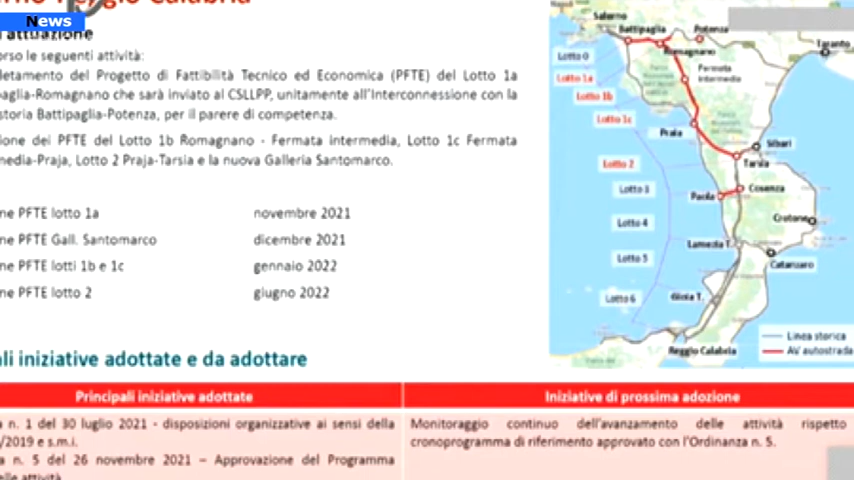 rno-Reggio Calabria
News
attuazione
orso le seguenti attività:
letamento del Progetto di Fattibilità Tecnico ed Economica (PFTE) del Lotto 1a
paglia-Romagnano che sarà inviato al CSLLPP, unitamente all'Interconnessione con la
storia Battipaglia-Potenza, per il parere di competenza.
ione dei PFTE del Lotto 1b Romagnano - Fermata Intermedia, Lotto 1c Fermata
media-Praja, Lotto 2 Praja-Tarsia e la nuova Galleria Santomarco.
ne PFTE lotto 1a novembre 2021
ne PFTE Gall. Santomarco dicembre 2021
ne PFTE lotti 1b e 1c gennaio 2022
ne PFTE lotto 2 giugno 2022
Salerno
Battipaglia
Potenza
Romagnano
Taranto
Lotto 0
Fermata
Intermedia
Lotto 1a
Lotto 1b
Lotto 1c
Praia
Sibari
Tarsia
Lotto 2
Lotto 3
Cosenza
Paola
Crotone
Lotto 4
Lamezia T.
Lotto 5
Catanzaro
Lotto 6
Gioia T.
Reggio Calabria
Linea storica
AV autostrada
ali iniziative adottate e da adottare
Principali iniziative adottate
Iniziative di prossima adozione
a n. 1 del 30 luglio 2021 - disposizioni organizzative ai sensi della
/2019 e s.m.i.
a n. 5 del 26 novembre 2021 – Approvazione del Programma
elle attività
Monitoraggio continuo dell'avanzamento delle attività rispetto
cronoprogramma di riferimento approvato con l'Ordinanza n. 5.